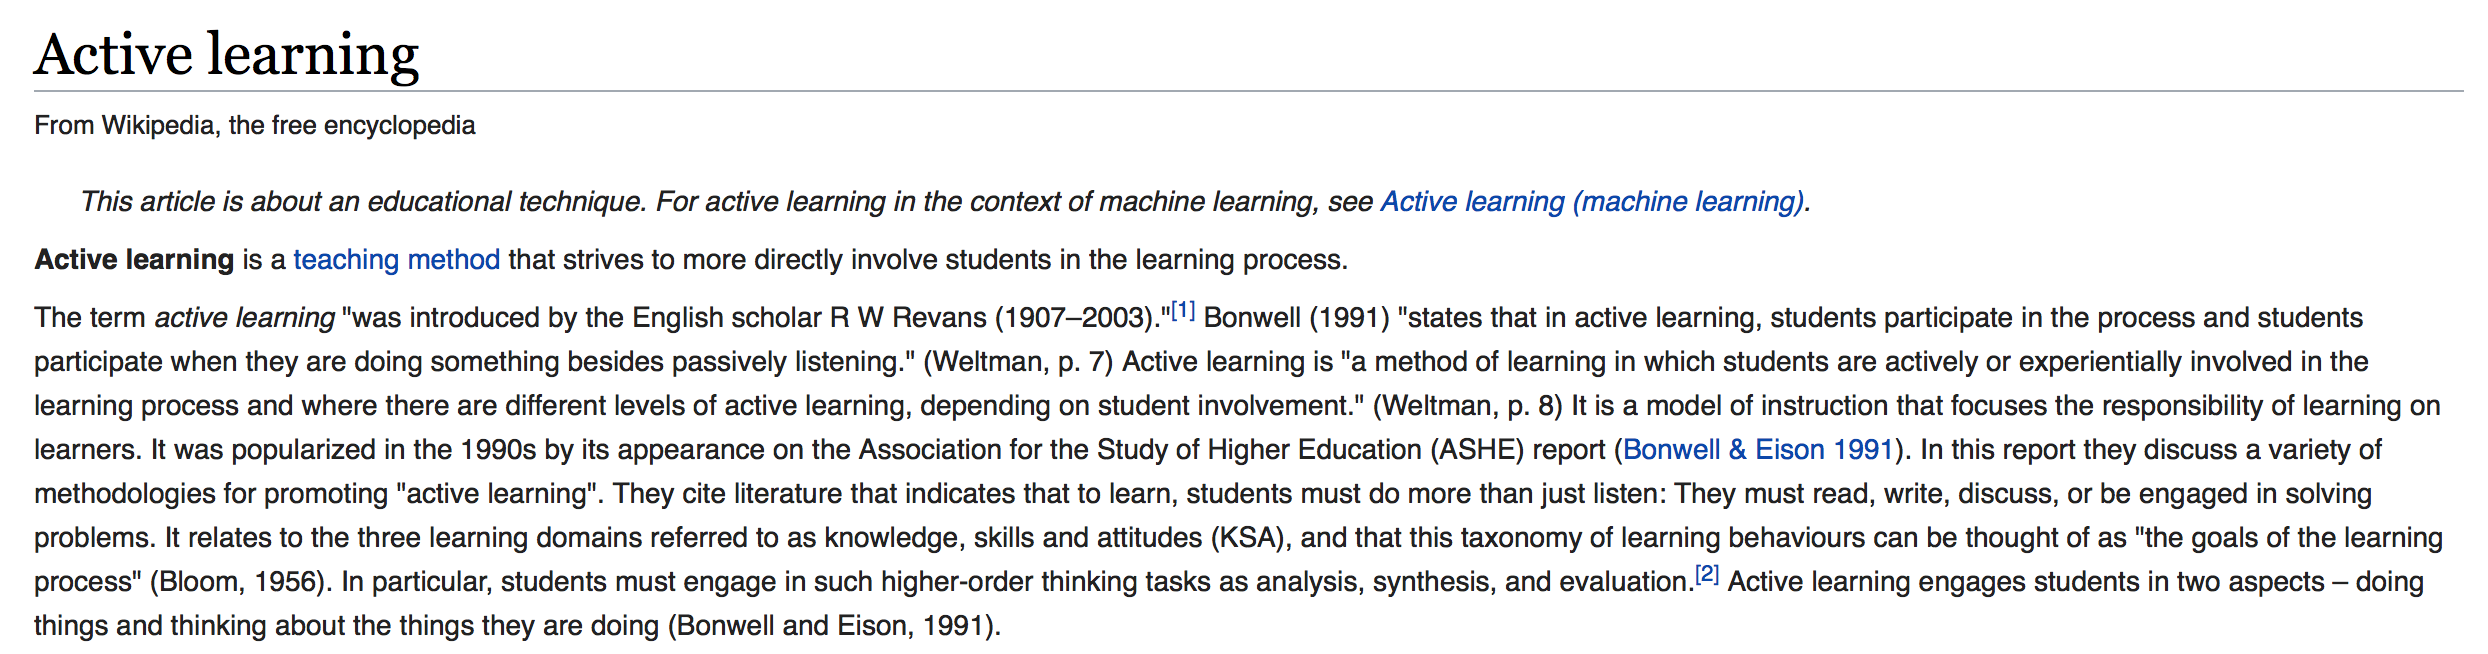 Active learning
From Wikipedia, the free encyclopedia
This article is about an educational technique. For active learning in the context of machine learning, see Active learning (machine learning).
Active learning is a teaching method that strives to more directly involve students in the learning process.
The term active learning "was introduced by the English scholar R W Revans (1907–2003)."[1] Bonwell (1991) "states that in active learning, students participate in the process and students
participate when they are doing something besides passively listening." (Weltman, p. 7) Active learning is "a method of learning in which students are actively or experientially involved in the
learning process and where there are different levels of active learning, depending on student involvement." (Weltman, p. 8) It is a model of instruction that focuses the responsibility of learning on
learners. It was popularized in the 1990s by its appearance on the Association for the Study of Higher Education (ASHE) report (Bonwell & Eison 1991). In this report they discuss a variety of
methodologies for promoting "active learning". They cite literature that indicates that to learn, students must do more than just listen: They must read, write, discuss, or be engaged in solving
problems. It relates to the three learning domains referred to as knowledge, skills and attitudes (KSA), and that this taxonomy of learning behaviours can be thought of as "the goals of the learning
process" (Bloom, 1956). In particular, students must engage in such higher-order thinking tasks as analysis, synthesis, and evaluation.[2] Active learning engages students in two aspects – doing
things and thinking about the things they are doing (Bonwell and Eison, 1991).